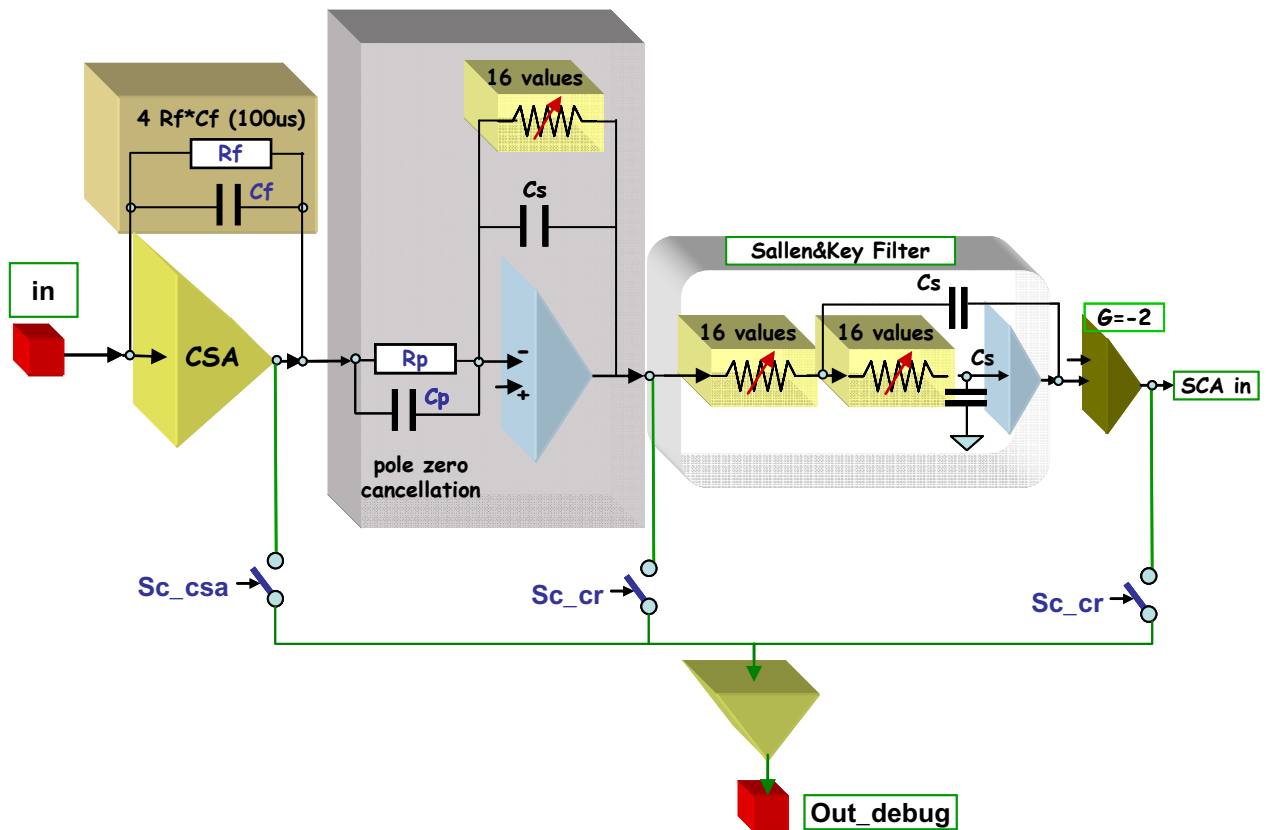 16 values
4 Rf*Cf (100us)
Rf
Cf
Cs
Sallen&Key Filter
in
Cs
G=-2
16 values
16 values
CSA
Rp
-
Cs
SCA in
Cp
+
pole zero
cancellation
Sc_csa
Sc_cr
Sc_cr
Out_debug